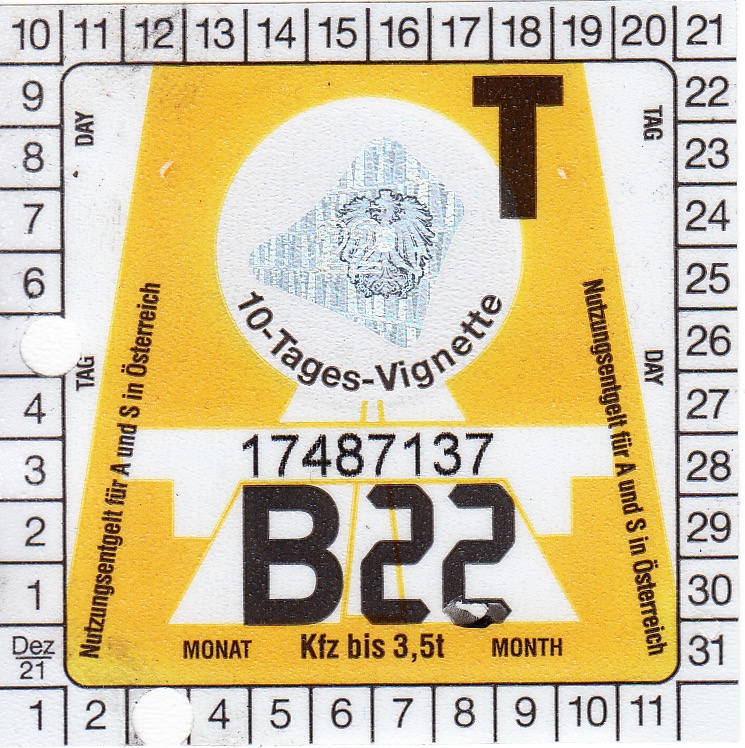 10 11 12 13 14 15 16 17 18 19 20 21
9 22
DAY TAG T
8 23
7 24
6 25
26
TAG DAY
4 27
3 28
2 29
1 30
Dez 21 31
1 2 4 5 6 7 8 9 10 11
22
10-Tages-Vignette
Nutzungsentgelt für A und S in Österreich
Nutzungsentgelt für A und S in Österreich
17487137
B22
MONAT Kfz bis 3,5t MONTH